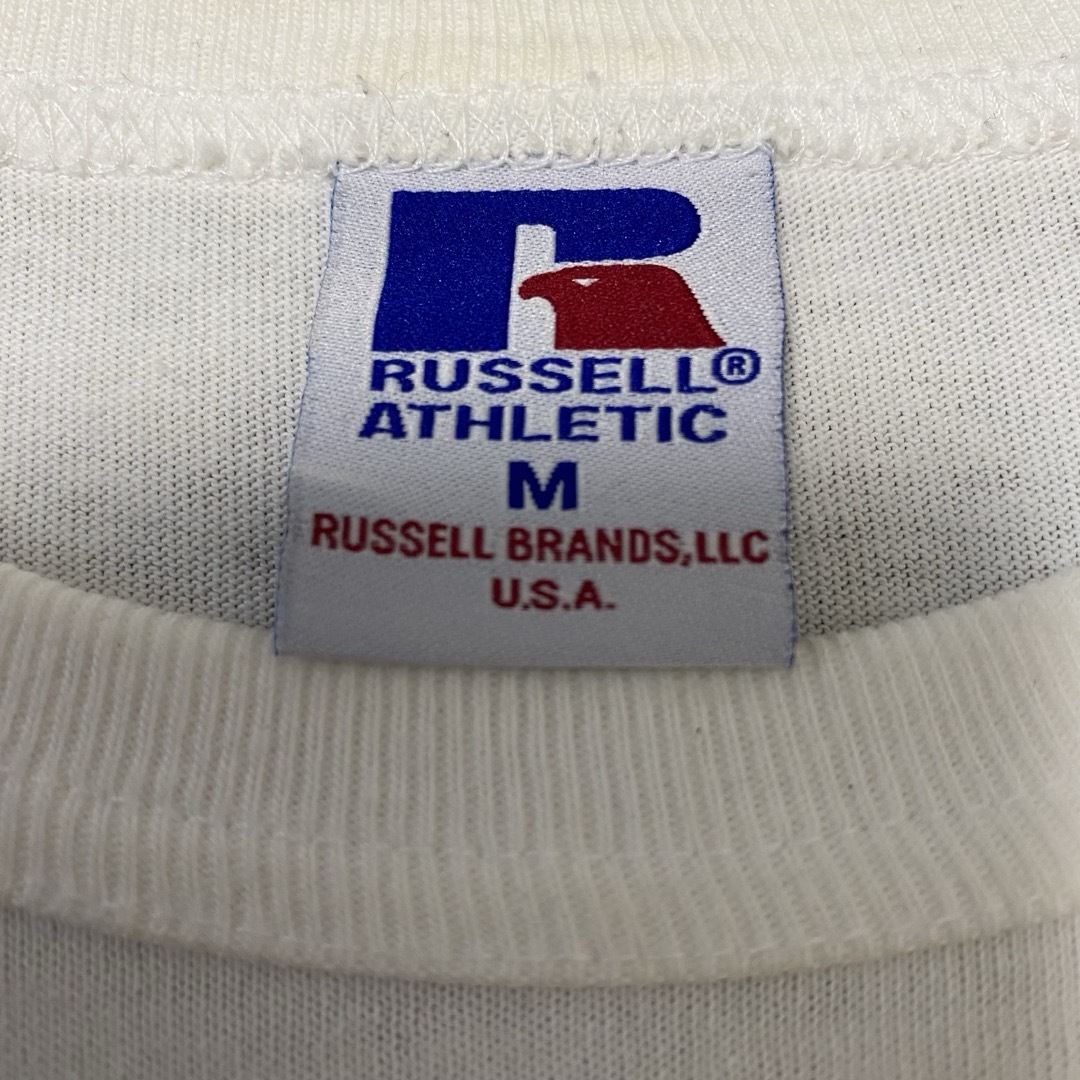 RUSSELL®
ATHLETIC
M
RUSSELL BRANDS,LLC
U.S.A.